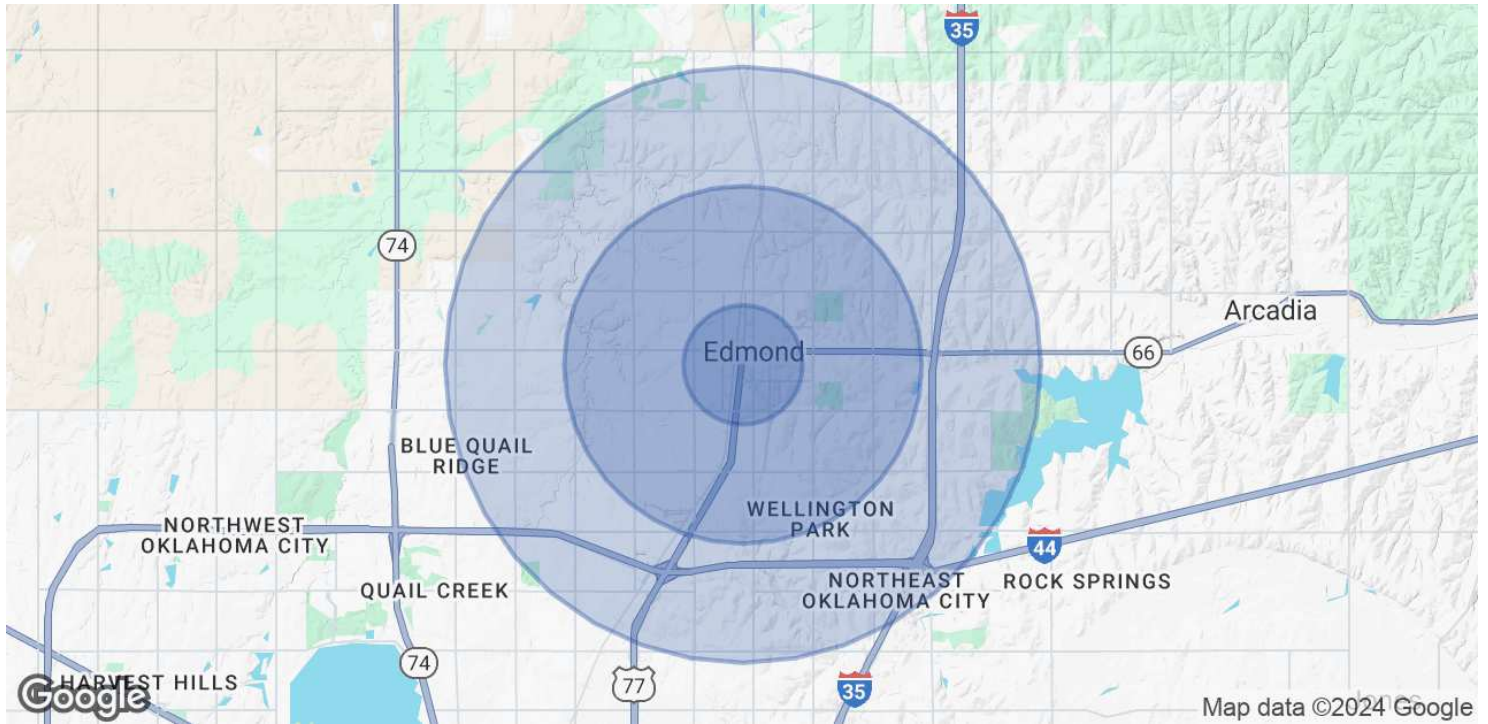 35
74
Arcadia
Edmond
66
BLUE QUAIL
RIDGE
WELLINGTON
PARK
NORTHWEST
OKLAHOMA CITY
44
QUAIL CREEK
NORTHEAST
OKLAHOMA CITY
ROCK SPRINGS
74
HARVEST HILLS
77
35
Google
Jones
Map data ©2024 Google